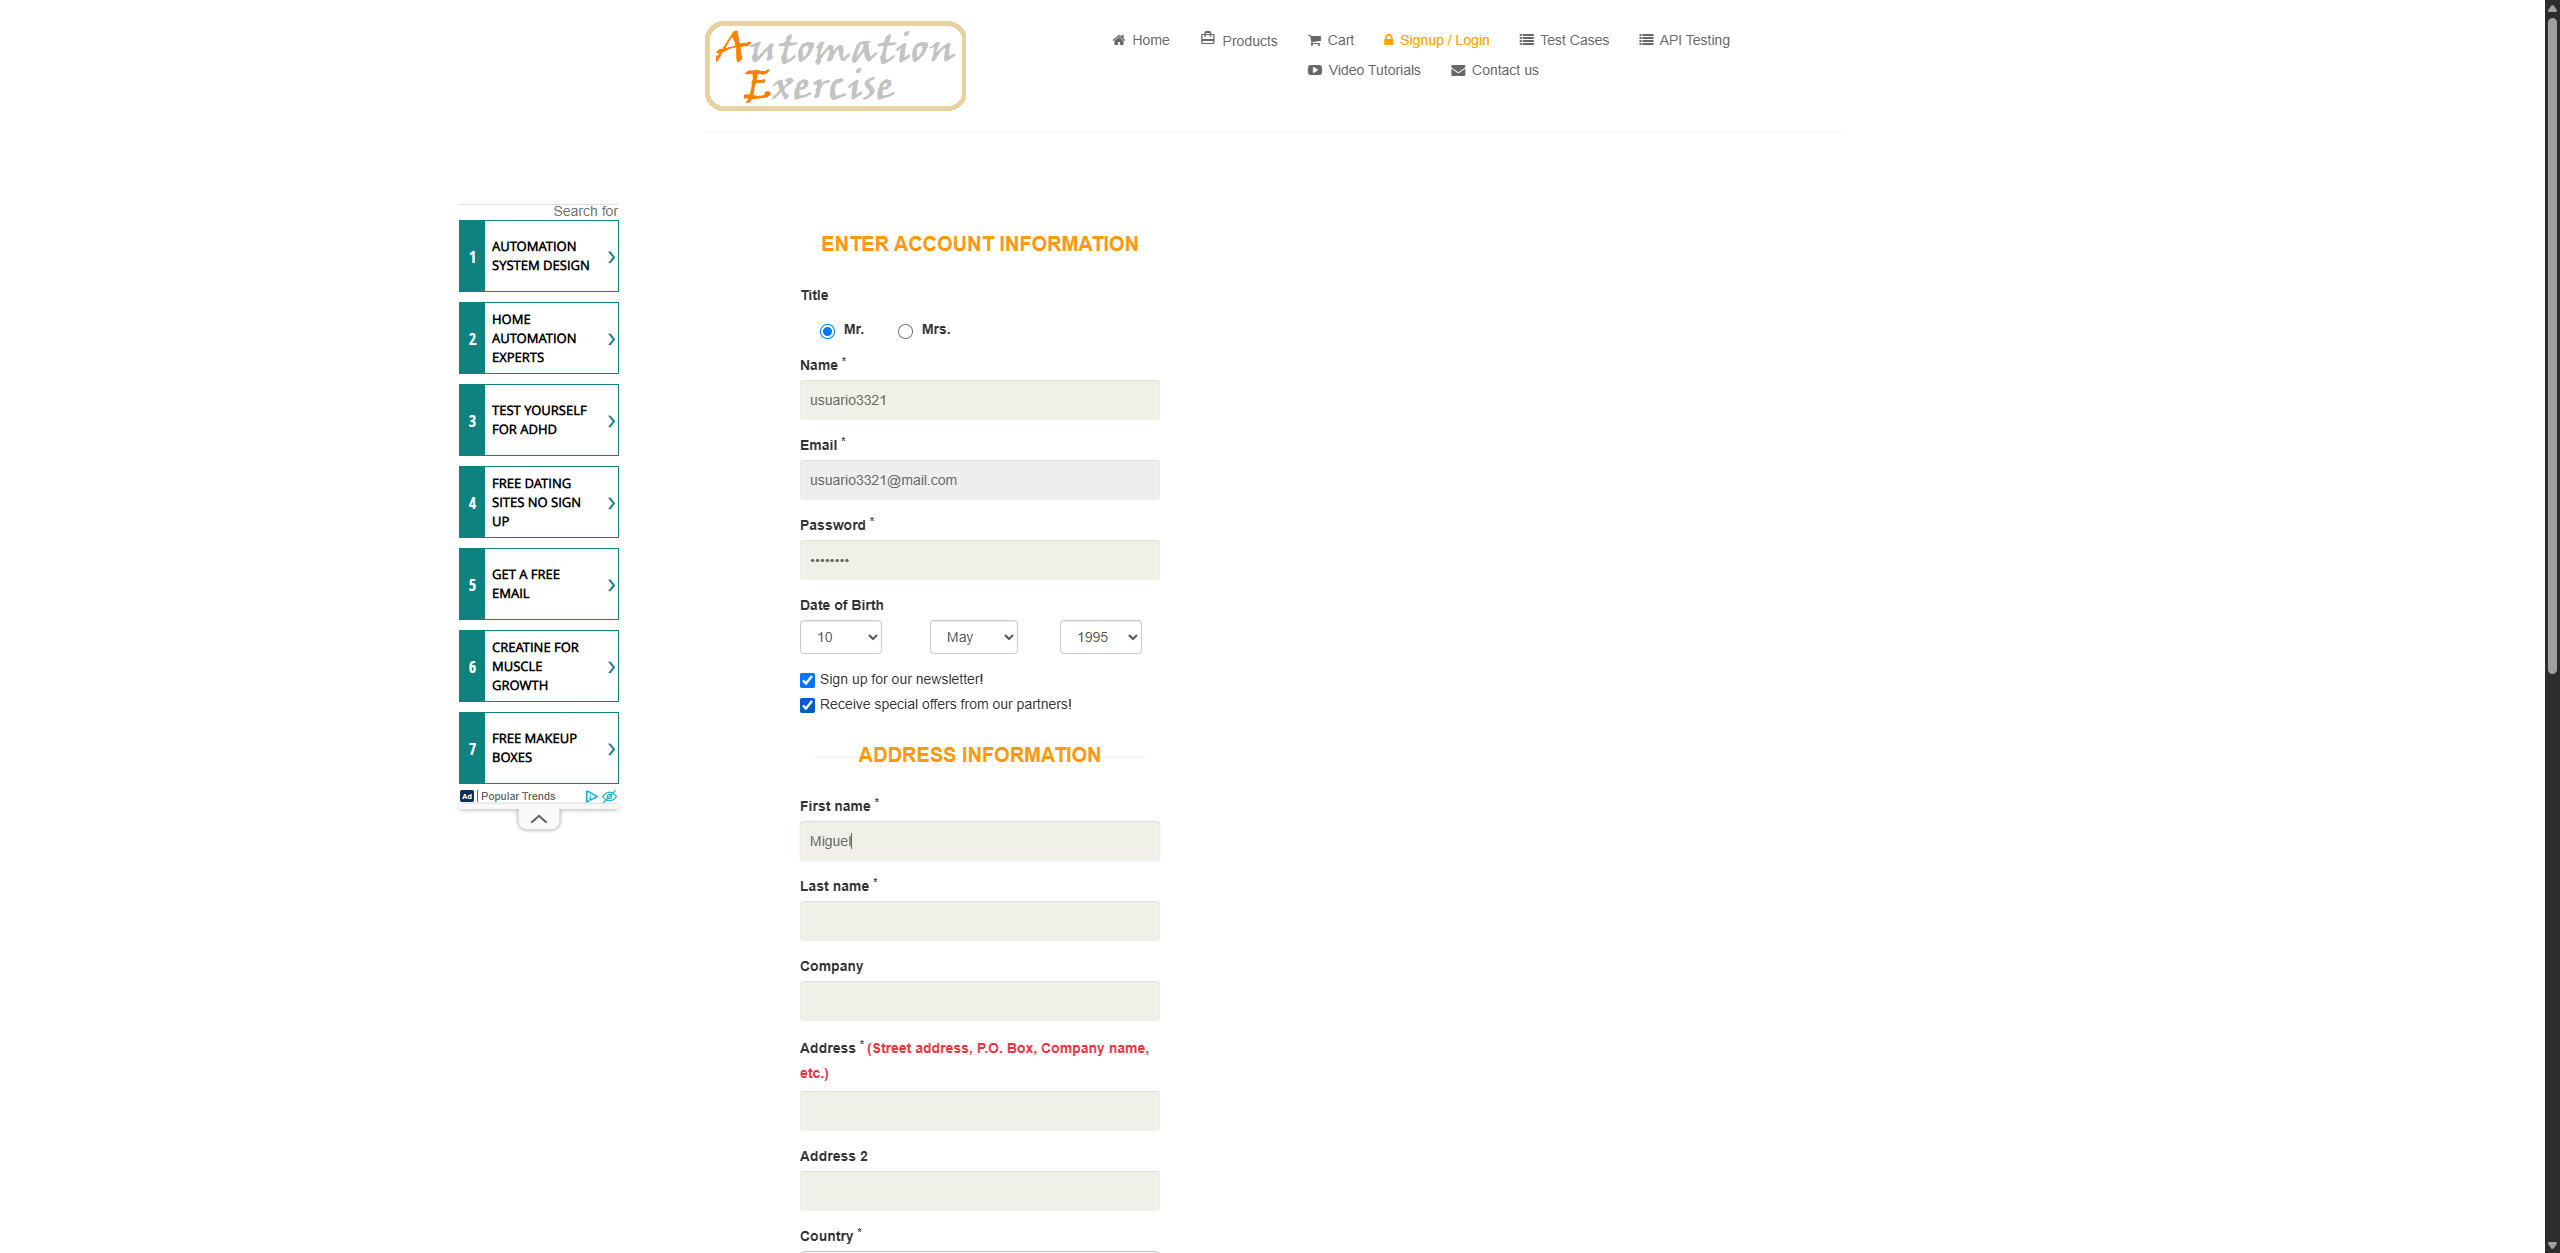 Automation
Exercise
Home
Products
Cart
Signup / Login
Test Cases
API Testing
Video Tutorials
Contact us
Search for
1
AUTOMATION
SYSTEM DESIGN
2
HOME
AUTOMATION
EXPERTS
3
TEST YOURSELF
FOR ADHD
4
FREE DATING
SITES NO SIGN
UP
5
GET A FREE
EMAIL
6
CREATINE FOR
MUSCLE
GROWTH
7
FREE MAKEUP
BOXES
Ad | Popular Trends
ENTER ACCOUNT INFORMATION
Title
Mr.
Mrs.
Name *
usuario3321
Email *
usuario3321@mail.com
Password *
••••••••
Date of Birth
10
May
1995
Sign up for our newsletter!
Receive special offers from our partners!
ADDRESS INFORMATION
First name *
Miguel
Last name *
Company
Address * (Street address, P.O. Box, Company name,
etc.)
Address 2
Country *